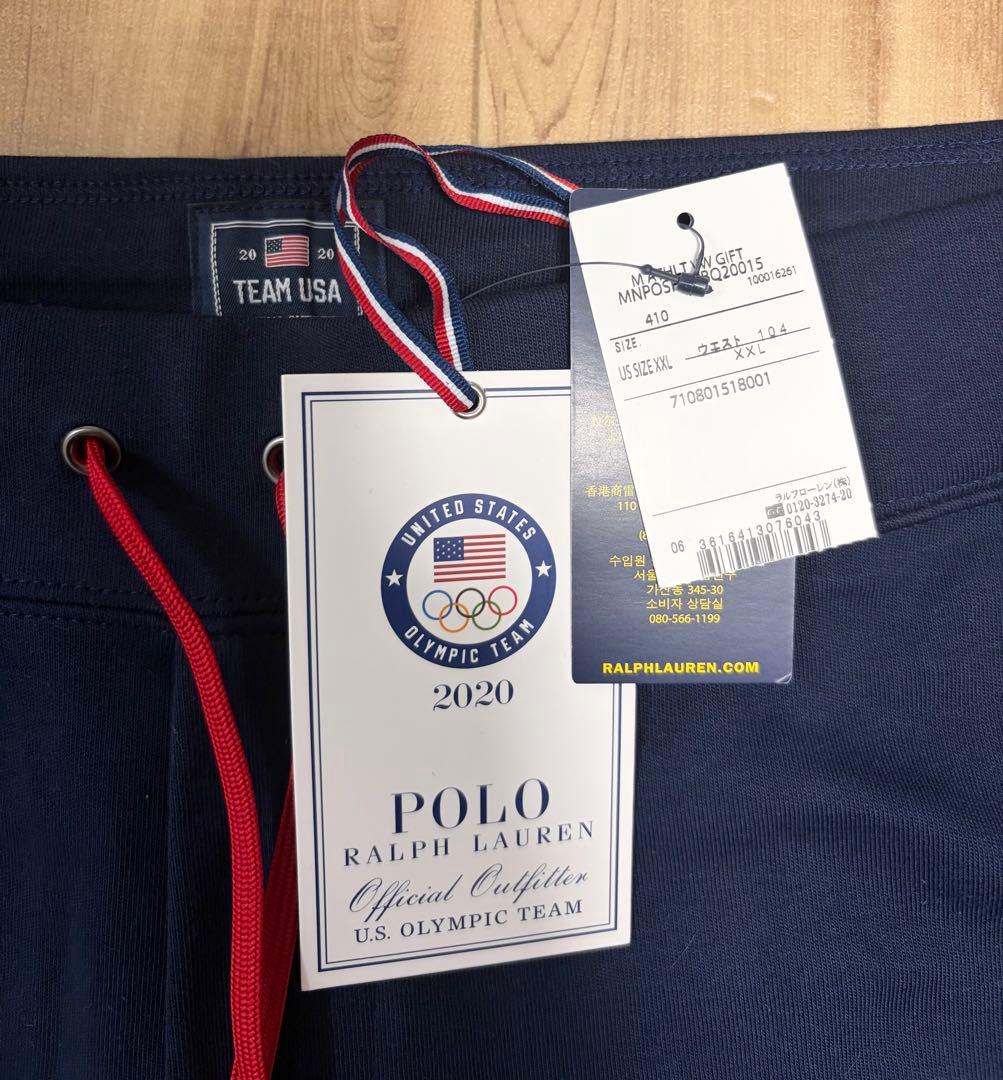 20 20
TEAM USA
UNITED STATES
OLYMPIC TEAM
2020
POLO
RALPH LAUREN
Official Outfitter
U.S. OLYMPIC TEAM
GIFT
100016261
410
SIZE.
ウエスト 104
US SIZE XXL
XXL
710801518001
ラルフローレン(株)
0120-3274-20
06 3616413076043
香港商雷
110
수입원
서울
가산동 345-30
소비자 상담실
080-566-1199
RALPHLAUREN.COM